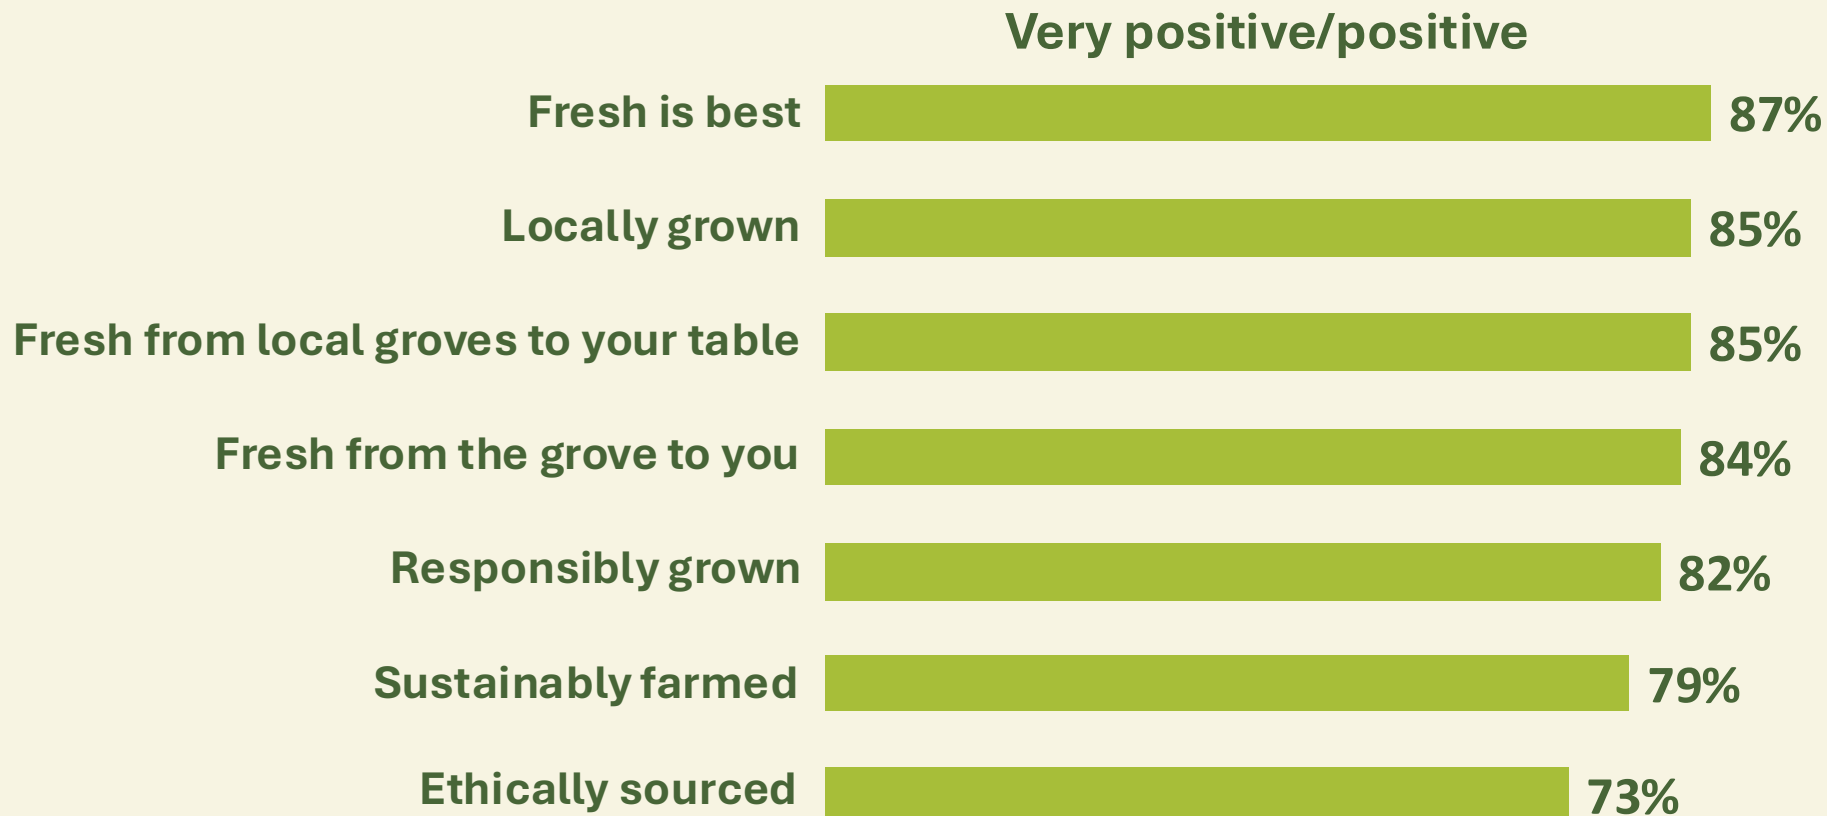 Very positive/positive
Fresh is best 87%
Locally grown 85%
Fresh from local groves to your table 85%
Fresh from the grove to you 84%
Responsibly grown 82%
Sustainably farmed 79%
Ethically sourced 73%